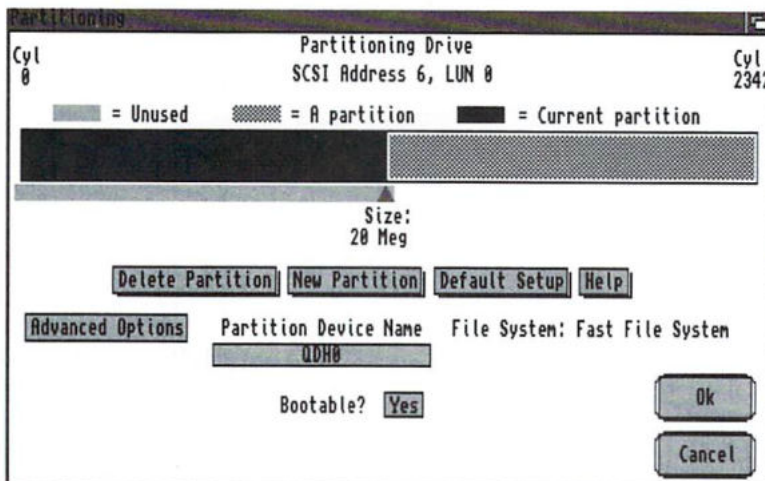 Partitioning
Partitioning Drive
Cyl
0
SCSI Address 6, LUN 0
Cyl
2342
= Unused
= A partition
= Current partition
Size:
20 Meg
Delete Partition
New Partition
Default Setup
Help
Advanced Options
Partition Device Name
File System: Fast File System
QDH0
Bootable?
Yes
Ok
Cancel